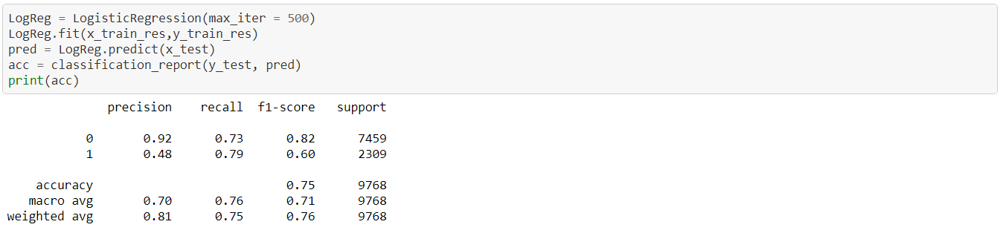 LogReg = LogisticRegression(max_iter = 500)
LogReg.fit(x_train_res,y_train_res)
pred = LogReg.predict(x_test)
acc = classification_report(y_test, pred)
print(acc)
precision recall f1-score support
0 0.92 0.73 0.82 7459
1 0.48 0.79 0.60 2309
accuracy 0.75 9768
macro avg 0.70 0.76 0.71 9768
weighted avg 0.81 0.75 0.76 9768